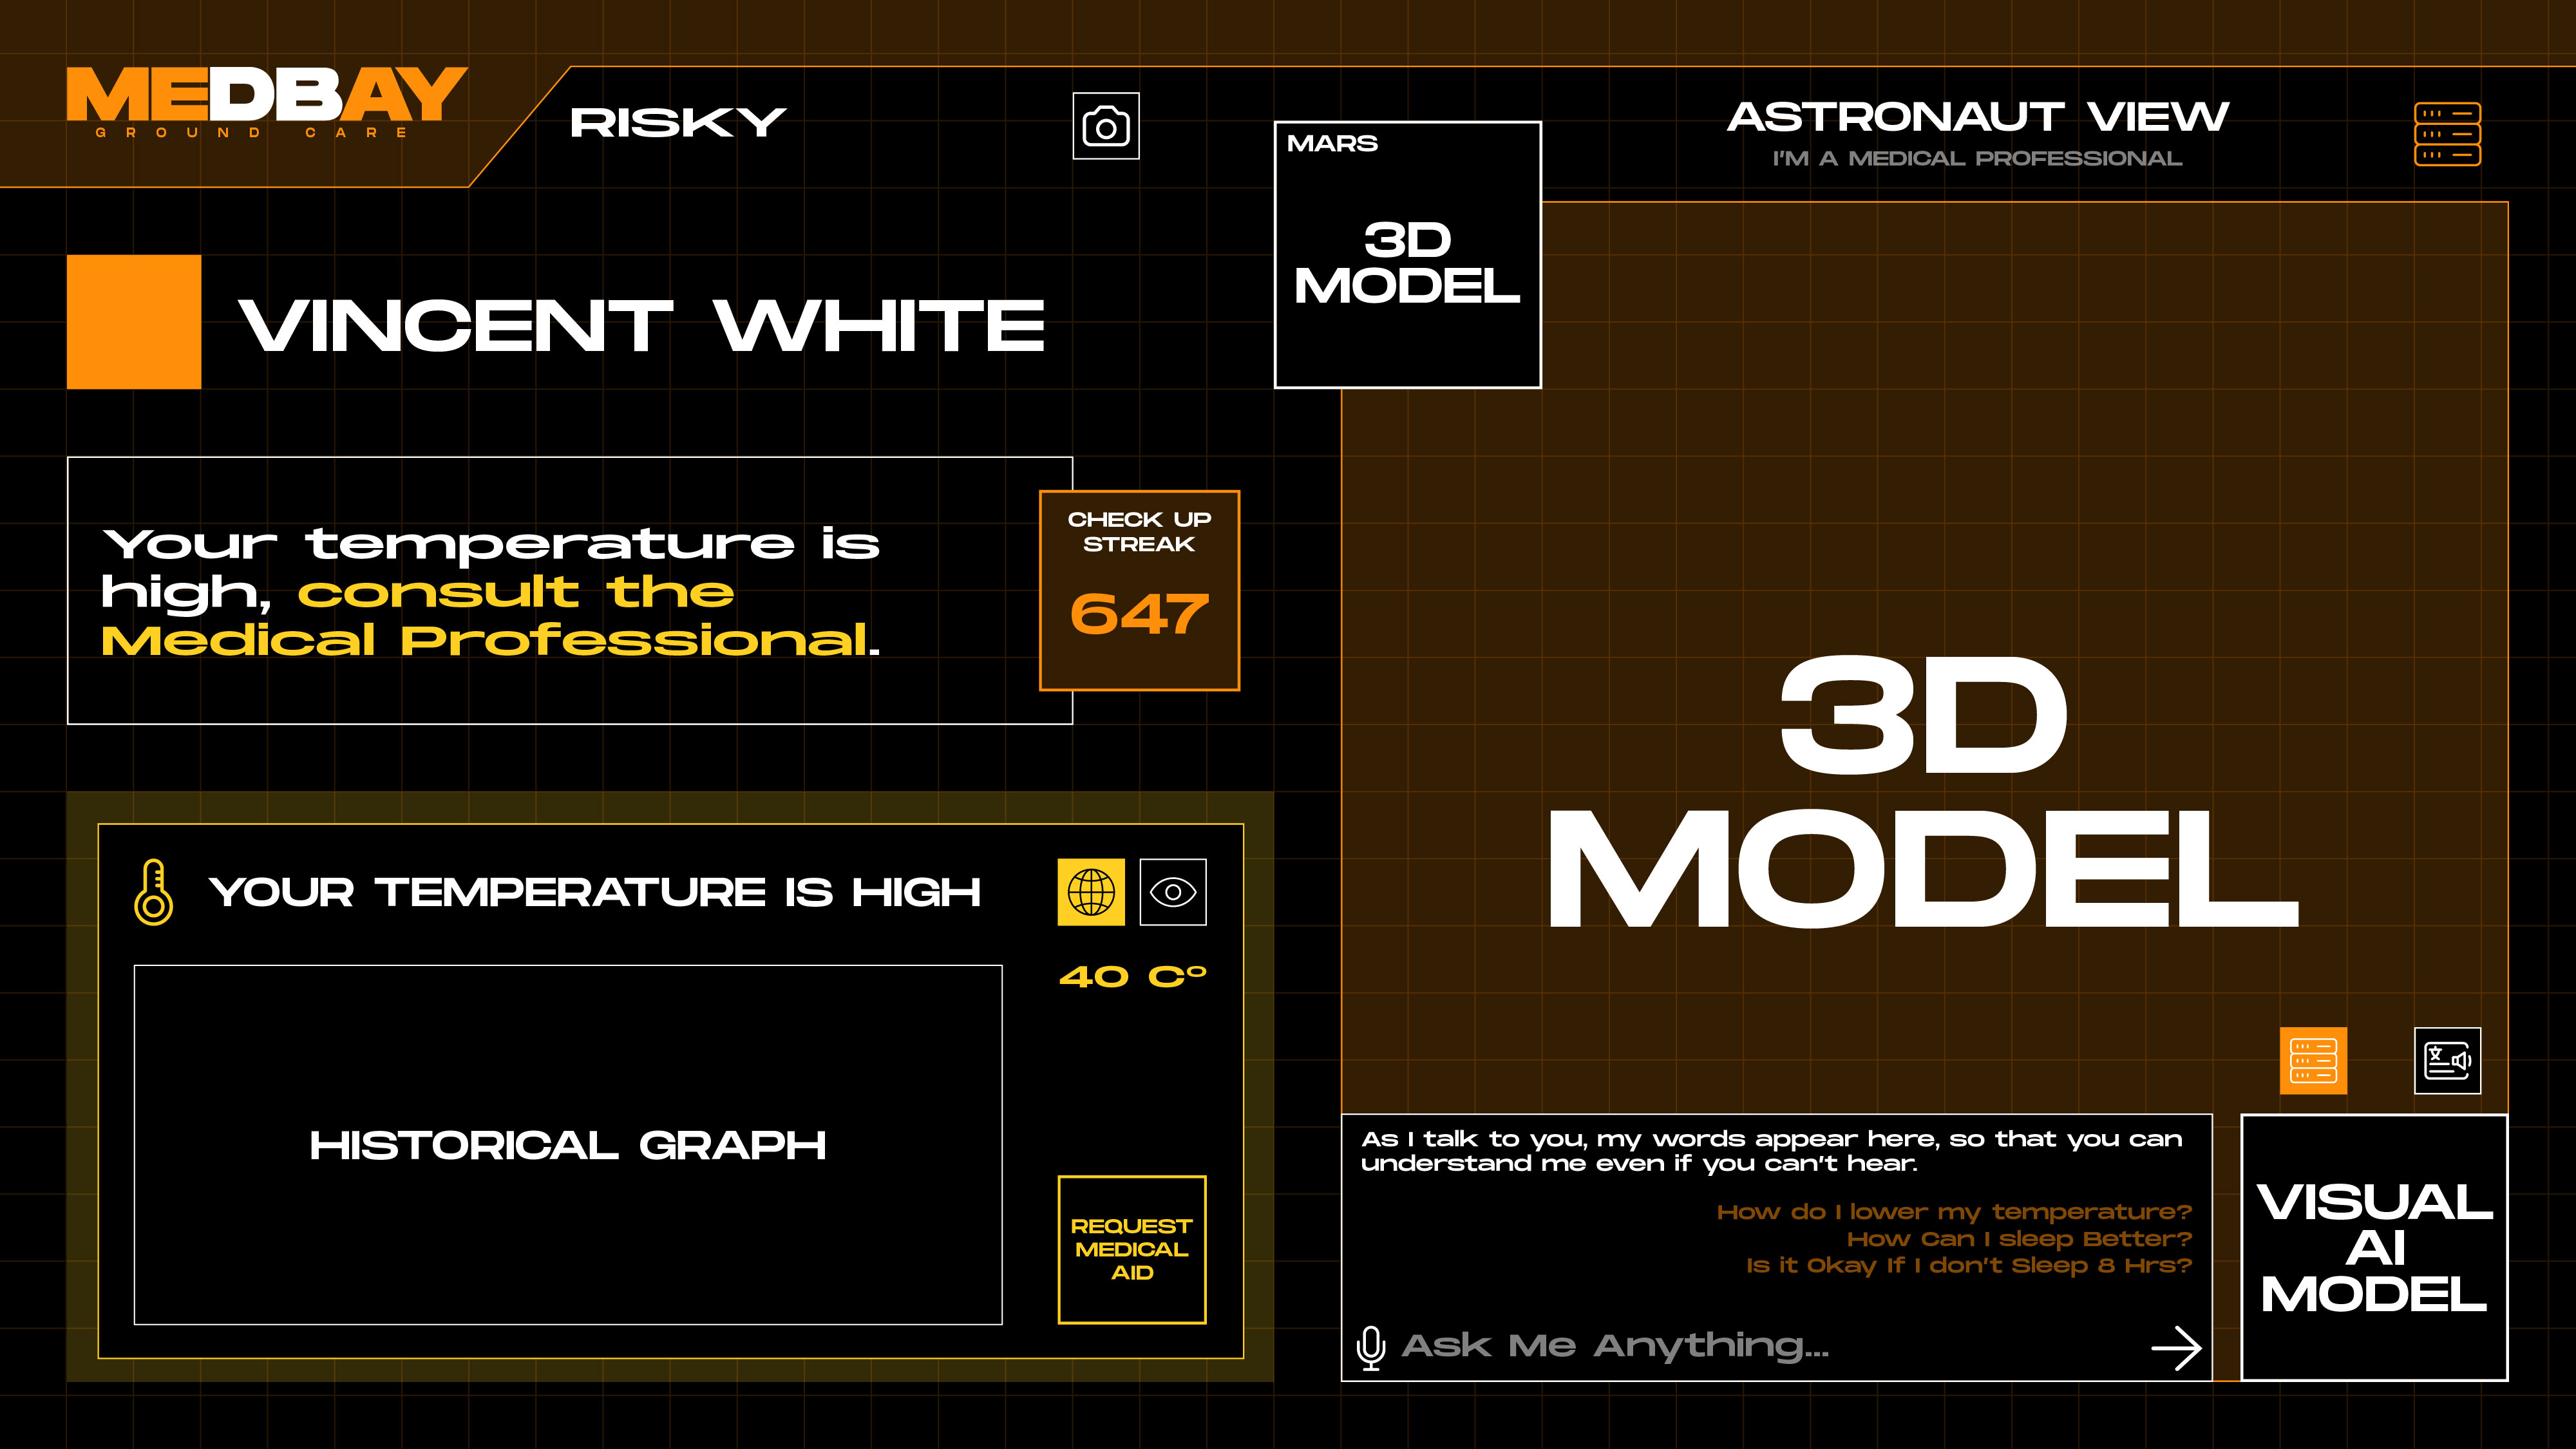 MEDBAY
GROUND CARE
RISKY
MARS
3D
MODEL
ASTRONAUT VIEW
I'M A MEDICAL PROFESSIONAL
VINCENT WHITE
Your temperature is
high, consult the
Medical Professional.
CHECK UP
STREAK
647
YOUR TEMPERATURE IS HIGH
40 Cº
HISTORICAL GRAPH
REQUEST
MEDICAL
AID
3D
MODEL
As I talk to you, my words appear here, so that you can
understand me even if you can't hear.
How do I lower my temperature?
How Can I sleep Better?
Is it Okay If I don't Sleep 8 Hrs?
Ask Me Anything...
VISUAL
AI
MODEL